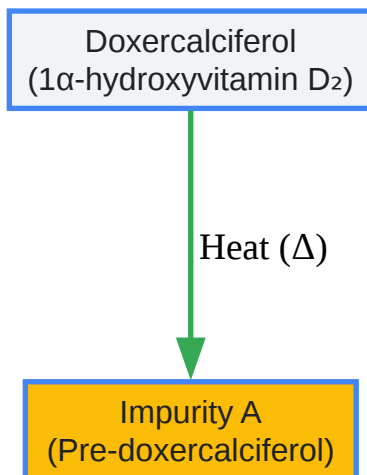 Doxercalciferol
(1α-hydroxyvitamin D₂)
Heat (Δ)
Impurity A
(Pre-doxercalciferol)